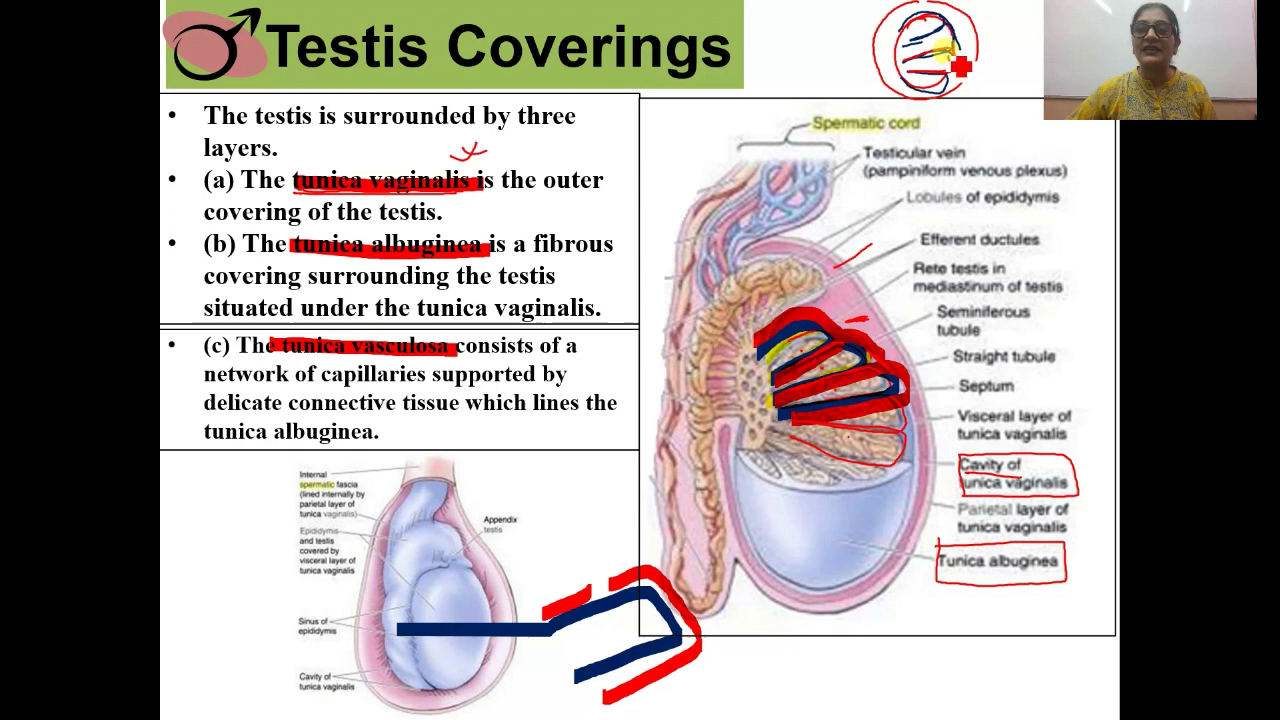 Testis Coverings
• The testis is surrounded by three
layers.
• (a) The tunica vaginalis is the outer
covering of the testis.
• (b) The tunica albuginea is a fibrous
covering surrounding the testis
situated under the tunica vaginalis.
• (c) The tunica vasculosa consists of a
network of capillaries supported by
delicate connective tissue which lines the
tunica albuginea.
Internal
spermatic fascia
(lined internally by
parietal layer of
tunica vaginalis)
Epididymis
and testis
covered by
visceral layer of
tunica vaginalis
Sinus of
epididymis
Cavity of
tunica vaginalis
Appendix
testis
Spermatic cord
Testicular vein
(pampiniform venous plexus)
Lobules of epididymis
Efferent ductules
Rete testis in
mediastinum of testis
Seminiferous
tubule
Straight tubule
Septum
Visceral layer of
tunica vaginalis
Cavity of
tunica vaginalis
Parietal layer of
tunica vaginalis
Tunica albuginea